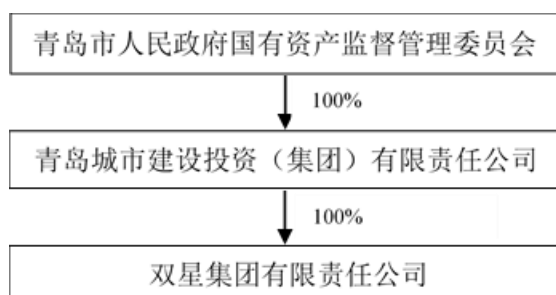 青岛市人民政府国有资产监督管理委员会
100%
青岛城市建设投资（集团）有限责任公司
100%
双星集团有限责任公司